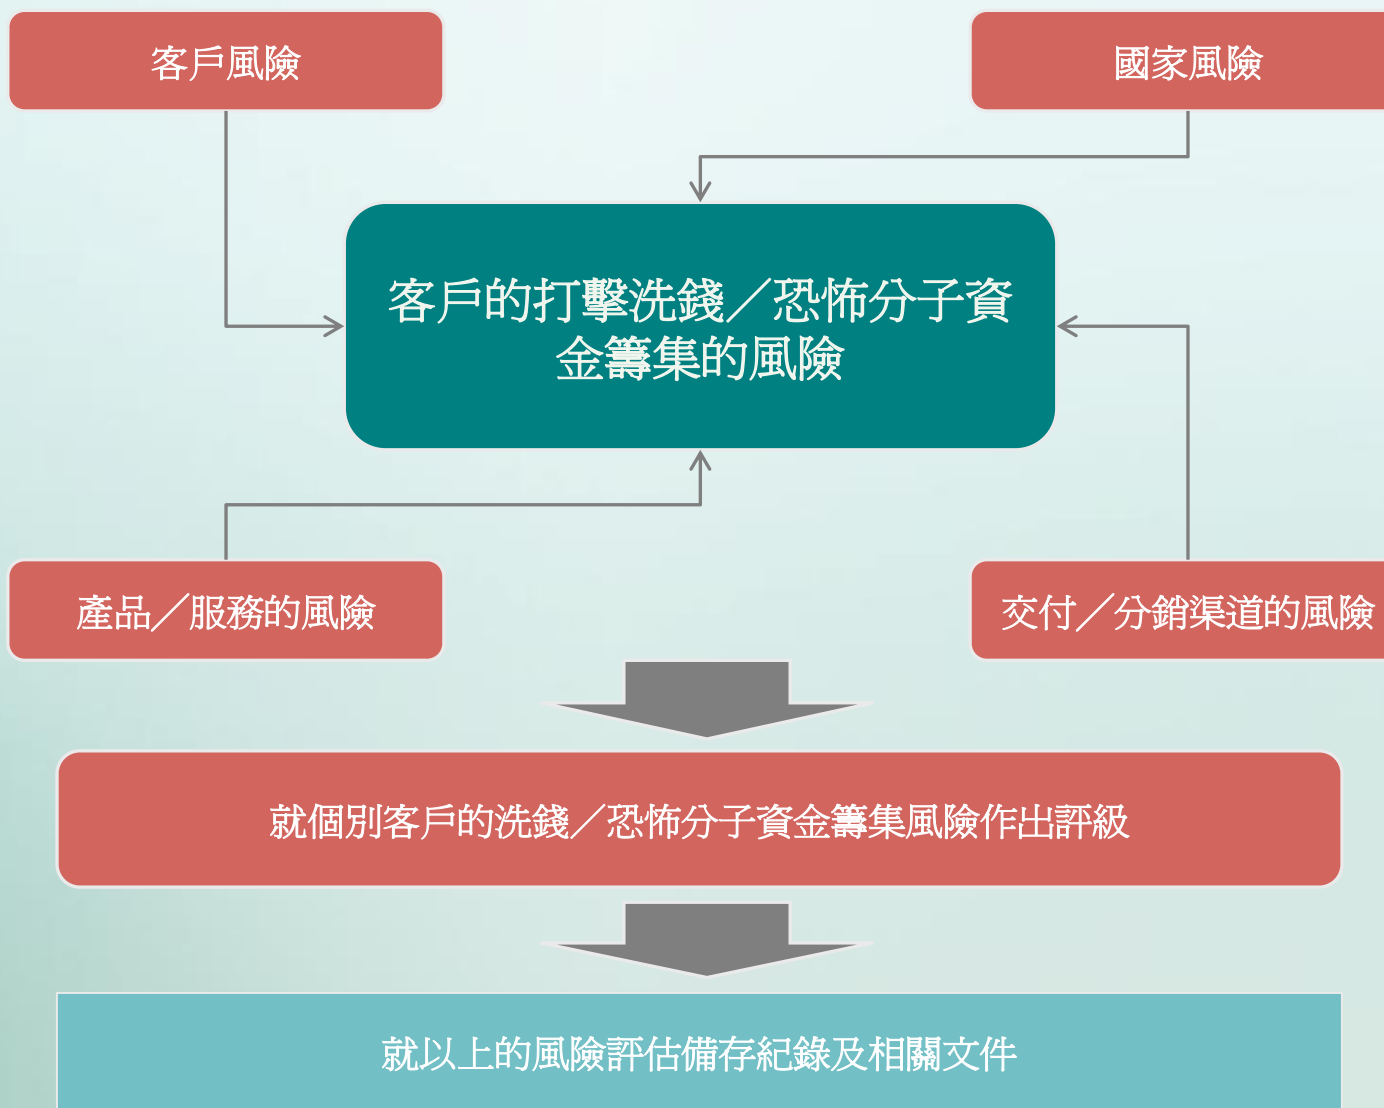 客戶風險
國家風險
客戶的打擊洗錢／恐怖分子資
金籌集的風險
產品／服務的風險
交付／分銷渠道的風險
就個別客戶的洗錢／恐怖分子資金籌集風險作出評級
就以上的風險評估備存紀錄及相關文件